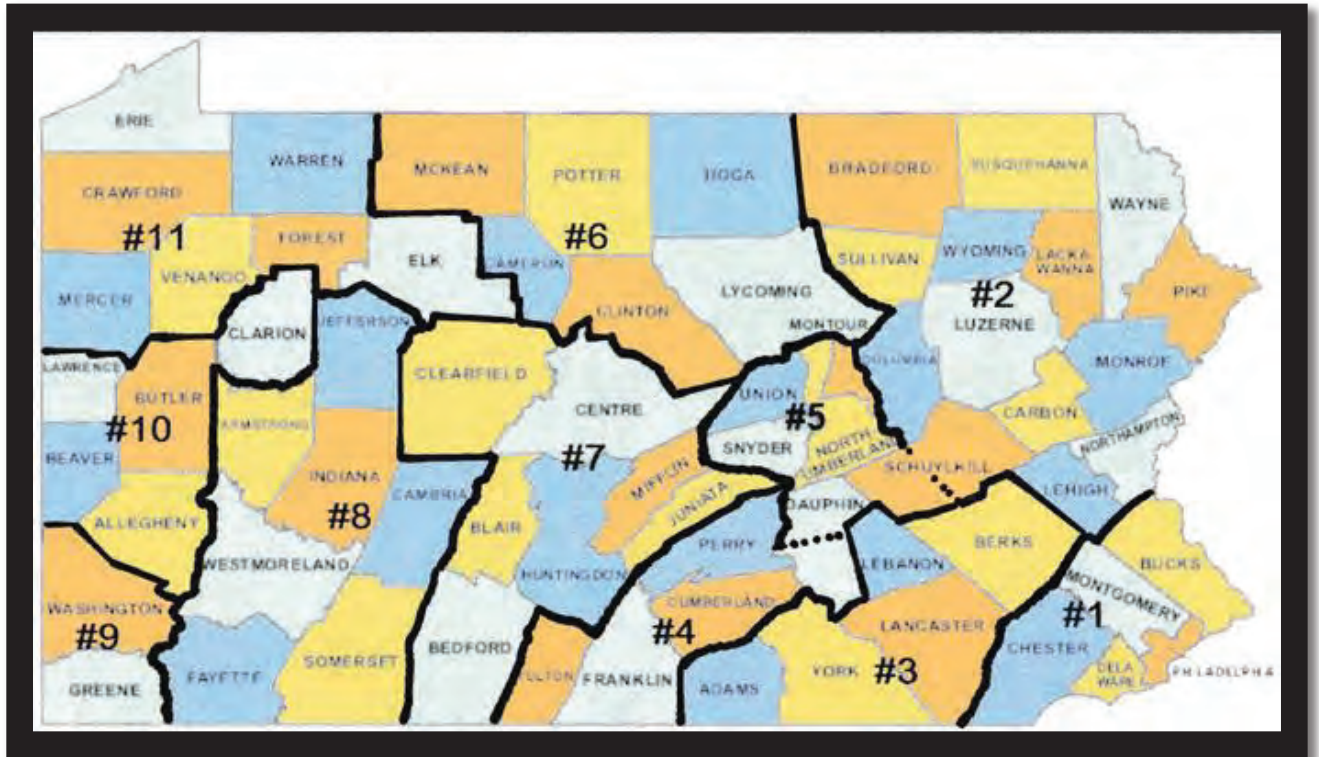 ERIE
WARREN
MCKEAN
POTTER
TIOGA
BRADFORD
SUSQUEHANNA
WAYNE
CRAWFORD
#11
FOREST
ELK
CAMERON
#6
SULLIVAN
WYOMING
LACKA
WANNA
PIKE
MERCER
VENANGO
CLARION
JEFFERSON
CLINTON
LYCOMING
MONTOUR
COLUMBIA
#2
LUZERNE
MONROE
LAWRENCE
BUTLER
#10
CLEARFIELD
CENTRE
UNION
#5
SNYDER
NORTH
UMBERLAND
CARBON
NORTHAMPTON
BEAVER
ARMSTRONG
INDIANA
#8
CAMBRIA
#7
MIFFLIN
JUNIATA
SCHUYLKILL
LEHIGH
ALLEGHENY
WESTMORELAND
BLAIR
HUNTINGDON
PERRY
DAUPHIN
LEBANON
BERKS
BUCKS
WASHINGTON
#9
GREENE
FAYETTE
SOMERSET
BEDFORD
FULTON
FRANKLIN
CUMBERLAND
#4
ADAMS
YORK
#3
LANCASTER
CHESTER
#1
MONTGOMERY
DELA
WARE
PHILADELPHIA